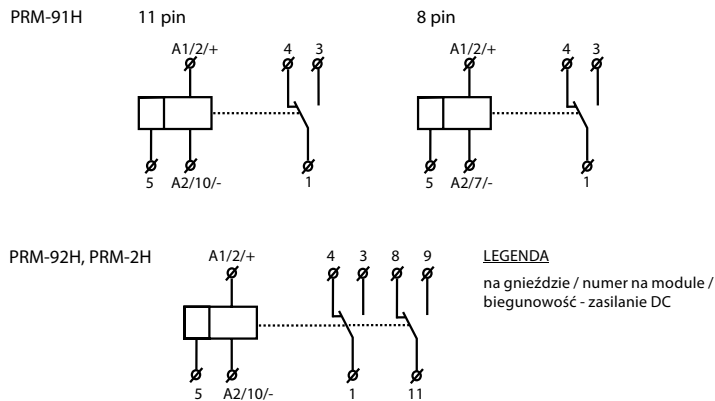 PRM-91H 11 pin 8 pin
A1/2/+ 4 3 A1/2/+ 4 3
5 A2/10/- 1 5 A2/7/- 1
PRM-92H, PRM-2H A1/2/+ 4 3 8 9 LEGENDA
na gnieździe / numer na module /
biegunowość - zasilanie DC
5 A2/10/- 1 11